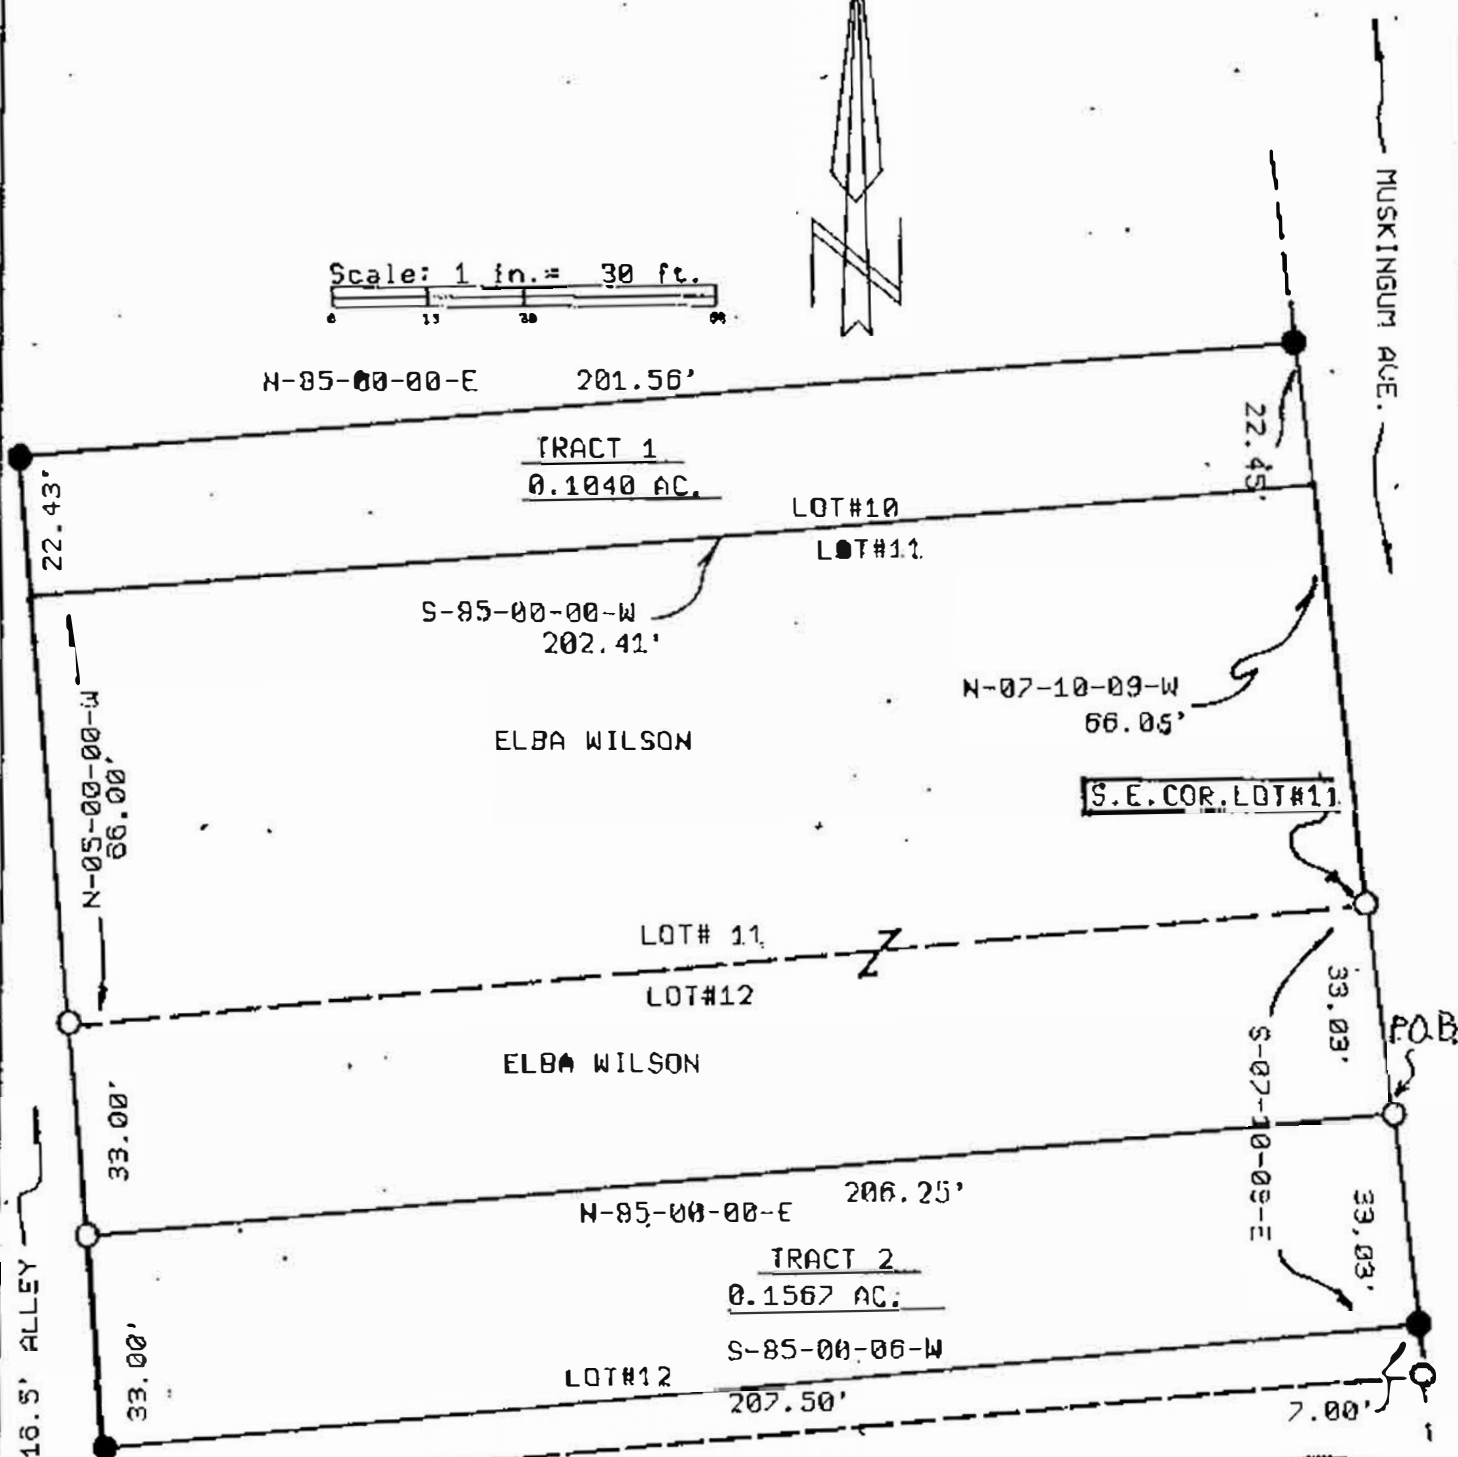 MUSKINGUM AVE.
Scale: 1 in.= 30 ft.
0 15 30 60
N
N-85-00-00-E 201.56'
22.45'
TRACT 1
0.1040 AC.
22.43'
LOT#10
LOT#11
S-85-00-00-W
202.41'
N-07-10-09-W
66.05'
ELBA WILSON
N-05-00-00-W
66.00'
S.E.COR.LOT#11
LOT# 11
LOT#12
33.03'
P.O.B
ELBA WILSON
S-07-10-09-E
33.00'
206.25'
N-85-00-00-E
33.03'
TRACT 2
0.1567 AC.
16.5' ALLEY
S-85-00-06-W
LOT#12
33.00'
207.50'
7.00'